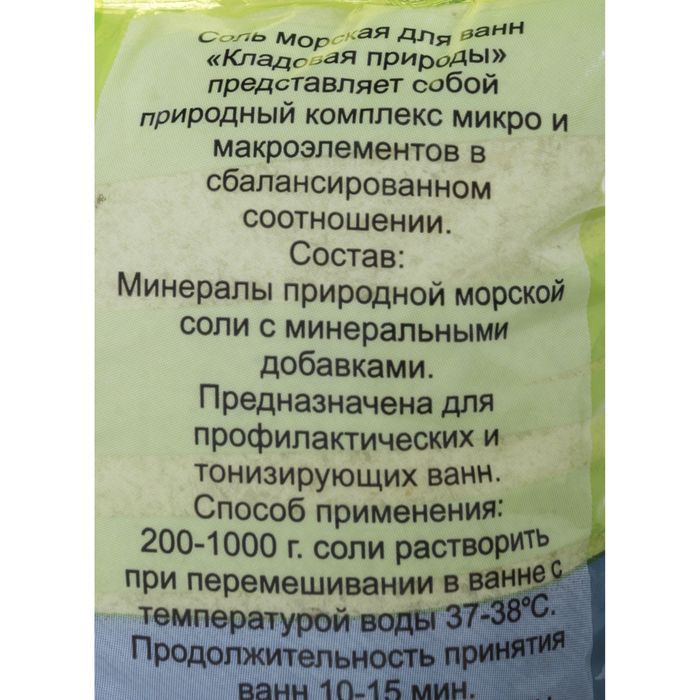 Соль морская для ванн
«Кладовая природы»
представляет собой
природный комплекс микро и
макроэлементов в
сбалансированном
соотношении.
Состав:
Минералы природной морской
соли с минеральными
добавками.
Предназначена для
профилактических и
тонизирующих ванн.
Способ применения:
200-1000 г. соли растворить
при перемешивании в ванне с
температурой воды 37-38ºС.
Продолжительность принятия
ванн 10-15 мин.